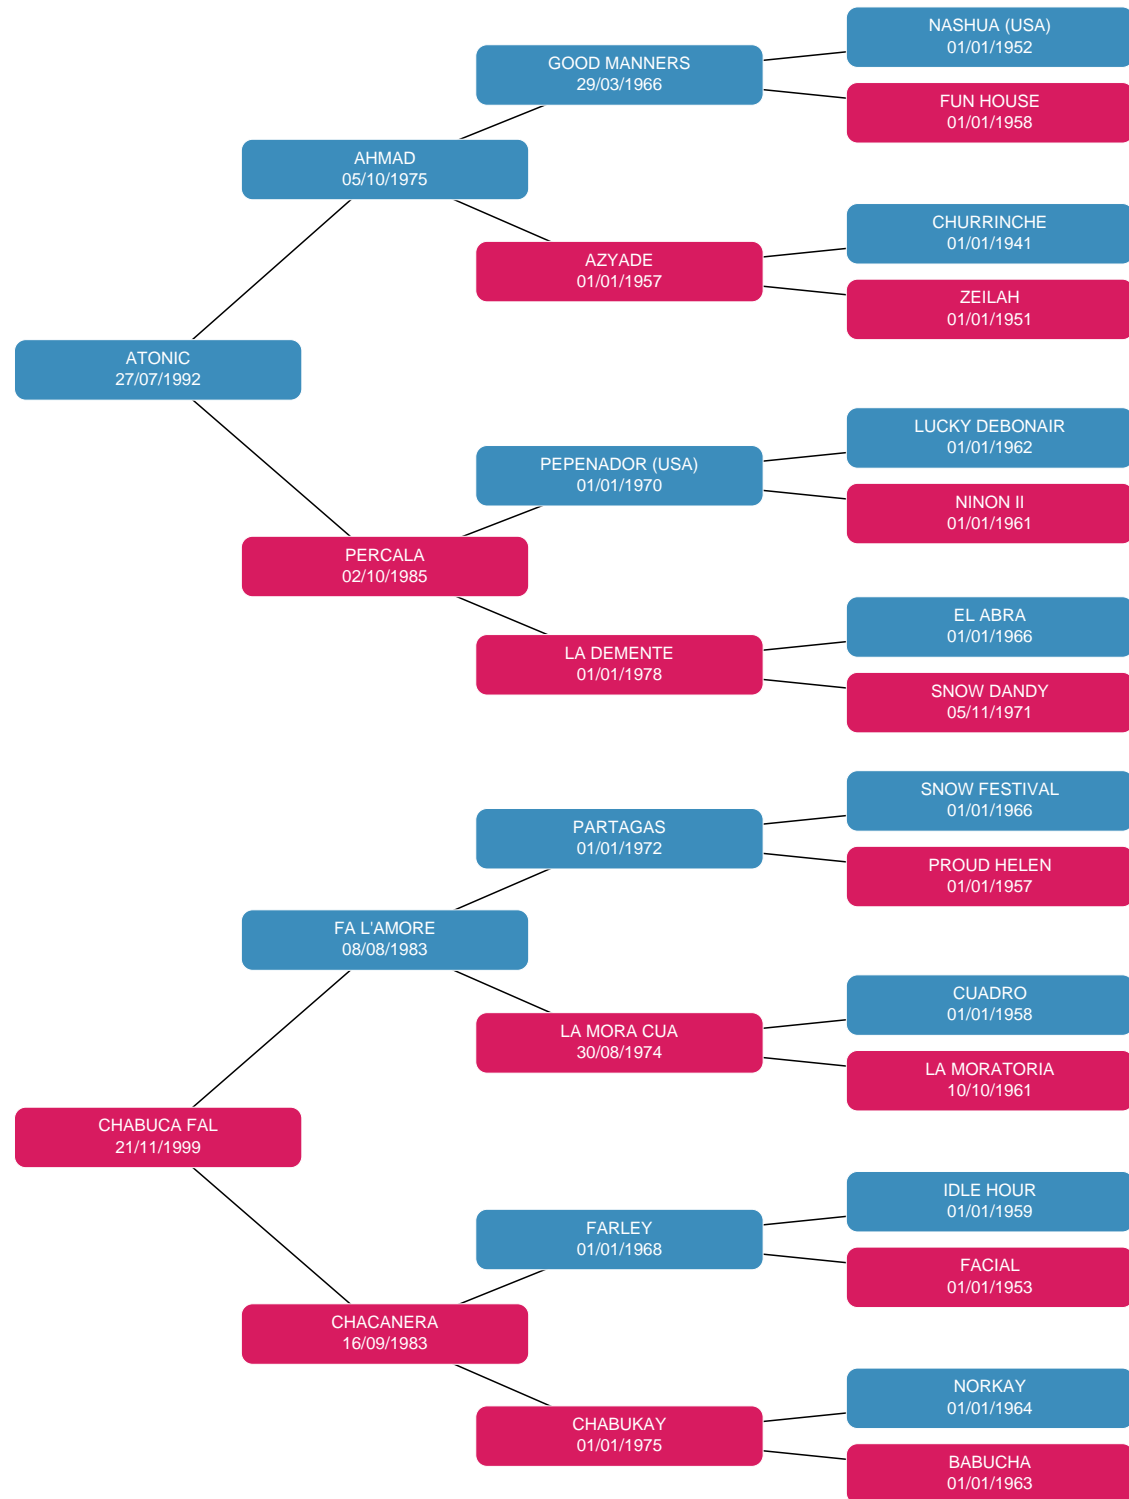 NASHUA (USA)
01/01/1952
GOOD MANNERS
29/03/1966
FUN HOUSE
01/01/1958
AHMAD
05/10/1975
CHURRINCHE
01/01/1941
AZYADE
01/01/1957
ZEILAH
01/01/1951
ATONIC
27/07/1992
LUCKY DEBONAIR
01/01/1962
PEPENADOR (USA)
01/01/1970
NINON II
01/01/1961
PERCALA
02/10/1985
EL ABRA
01/01/1966
LA DEMENTE
01/01/1978
SNOW DANDY
05/11/1971
SNOW FESTIVAL
01/01/1966
PARTAGAS
01/01/1972
PROUD HELEN
01/01/1957
FA L'AMORE
08/08/1983
CUADRO
01/01/1958
LA MORA CUA
30/08/1974
LA MORATORIA
10/10/1961
CHABUCA FAL
21/11/1999
IDLE HOUR
01/01/1959
FARLEY
01/01/1968
FACIAL
01/01/1953
CHACANERA
16/09/1983
NORKAY
01/01/1964
CHABUKAY
01/01/1975
BABUCHA
01/01/1963